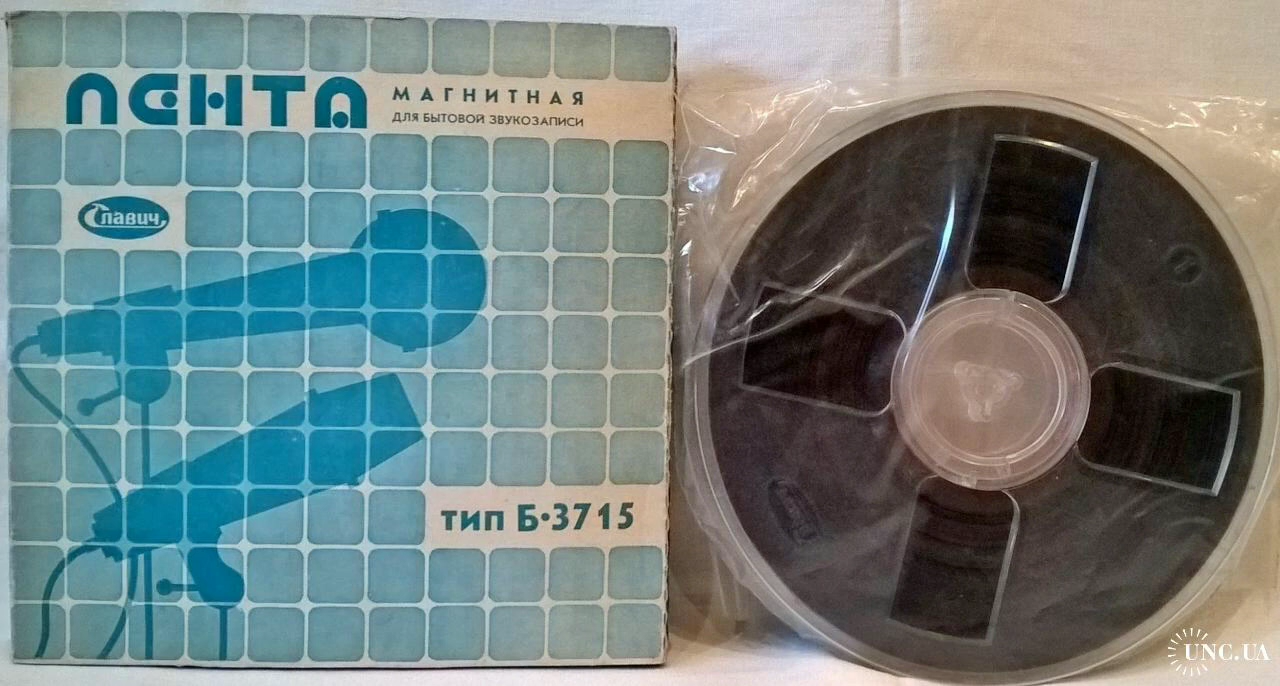 ЛЕНТА
МАГНИТНАЯ
ДЛЯ БЫТОВОЙ ЗВУКОЗАПИСИ
Славич
тип Б•3715
UNC.UA